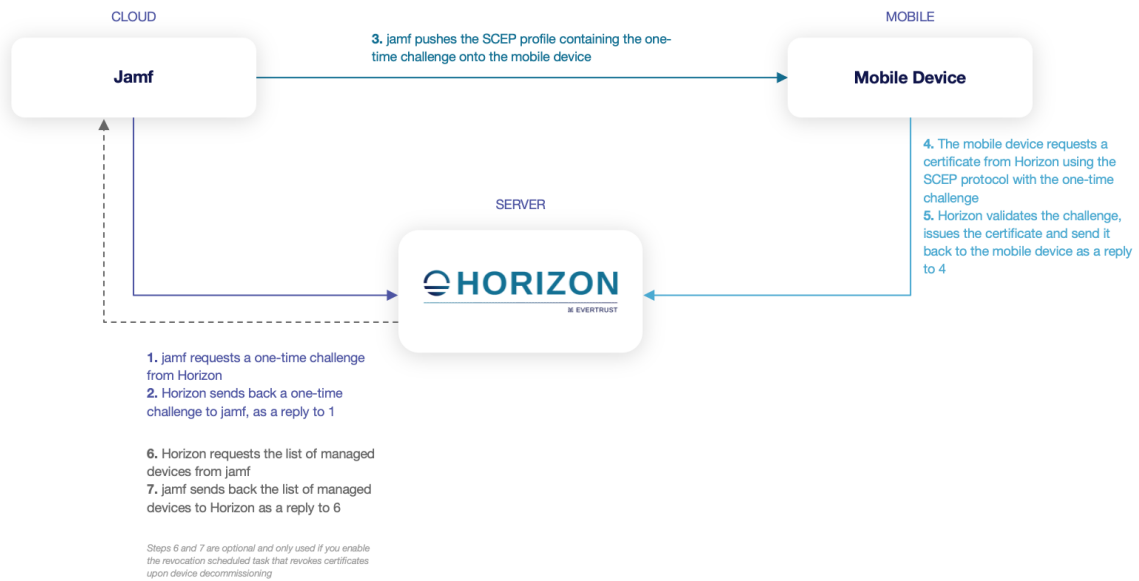 CLOUD
MOBILE
3. jamf pushes the SCEP profile containing the one-
time challenge onto the mobile device
Jamf
Mobile Device
4. The mobile device requests a
certificate from Horizon using the
SCEP protocol with the one-time
challenge
5. Horizon validates the challenge,
issues the certificate and send it
back to the mobile device as a reply
to 4
SERVER
HORIZON
EVERTRUST
1. jamf requests a one-time challenge
from Horizon
2. Horizon sends back a one-time
challenge to jamf, as a reply to 1
6. Horizon requests the list of managed
devices from jamf
7. jamf sends back the list of managed
devices to Horizon as a reply to 6
Steps 6 and 7 are optional and only used if you enable
the revocation scheduled task that revokes certificates
upon device decommissioning